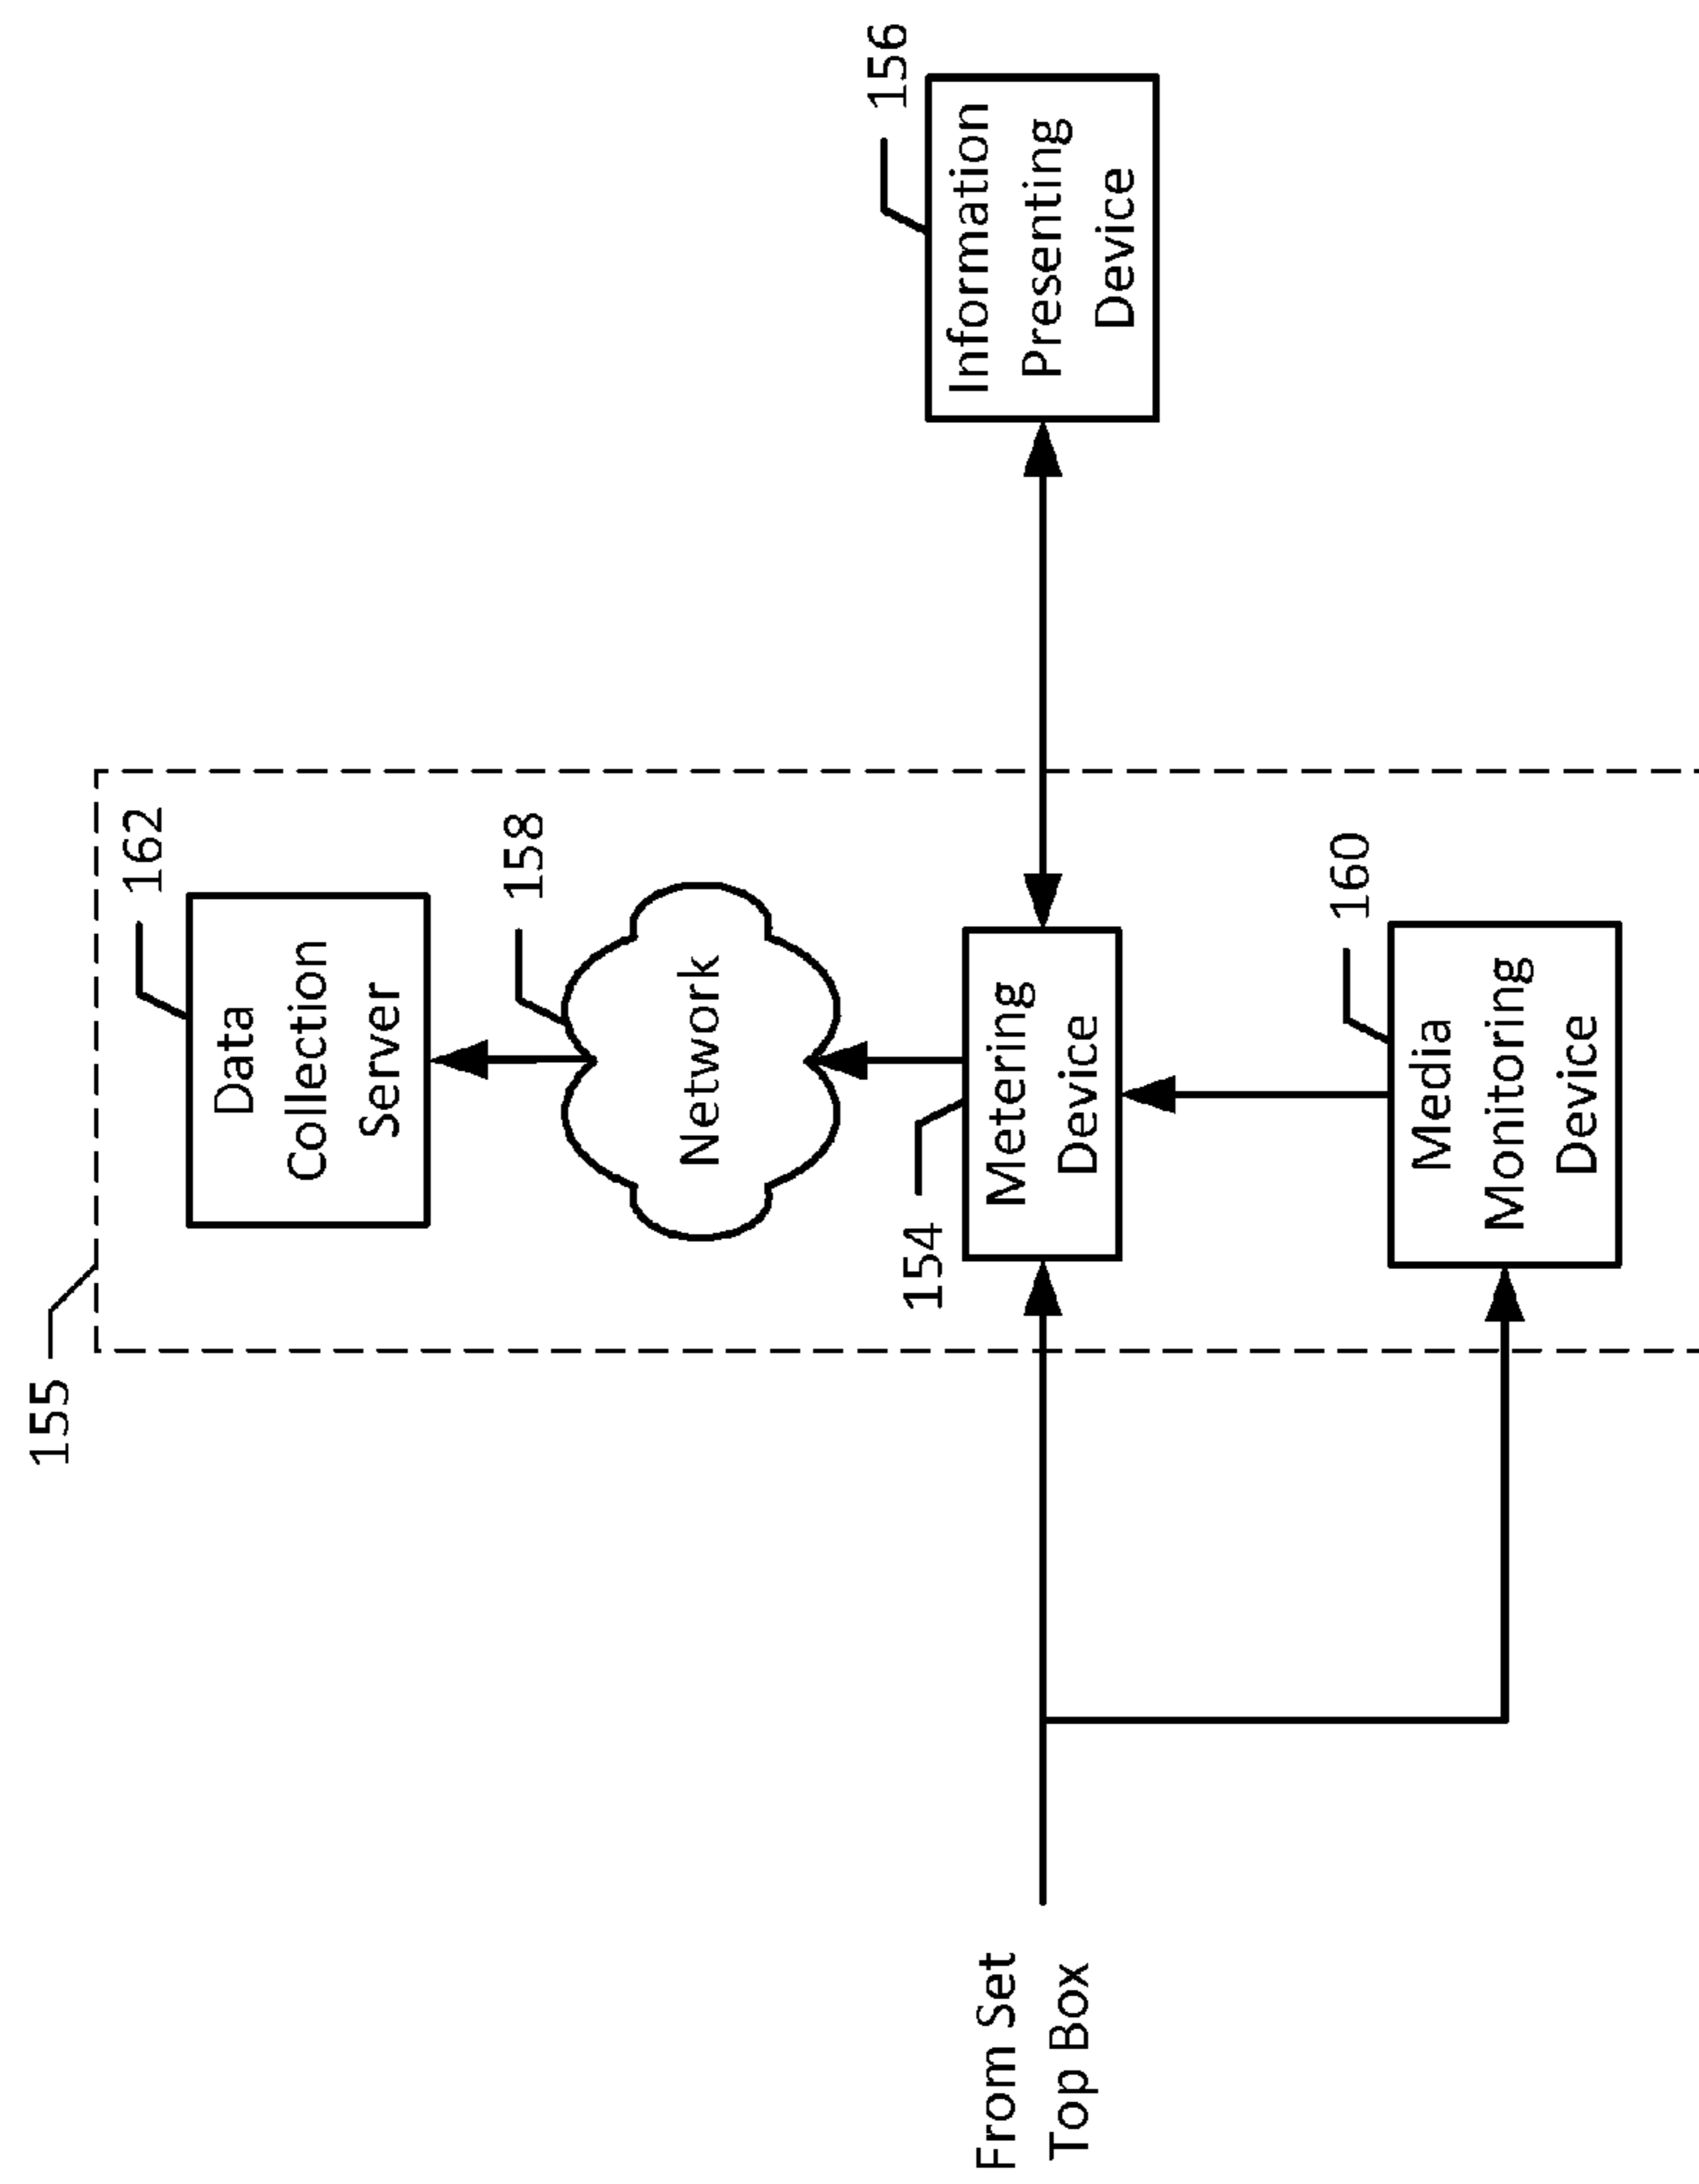 155
162
Data
Collection
Server
158
Network
154
Metering
Device
156
Information
Presenting
Device
From Set
Top Box
160
Media
Monitoring
Device